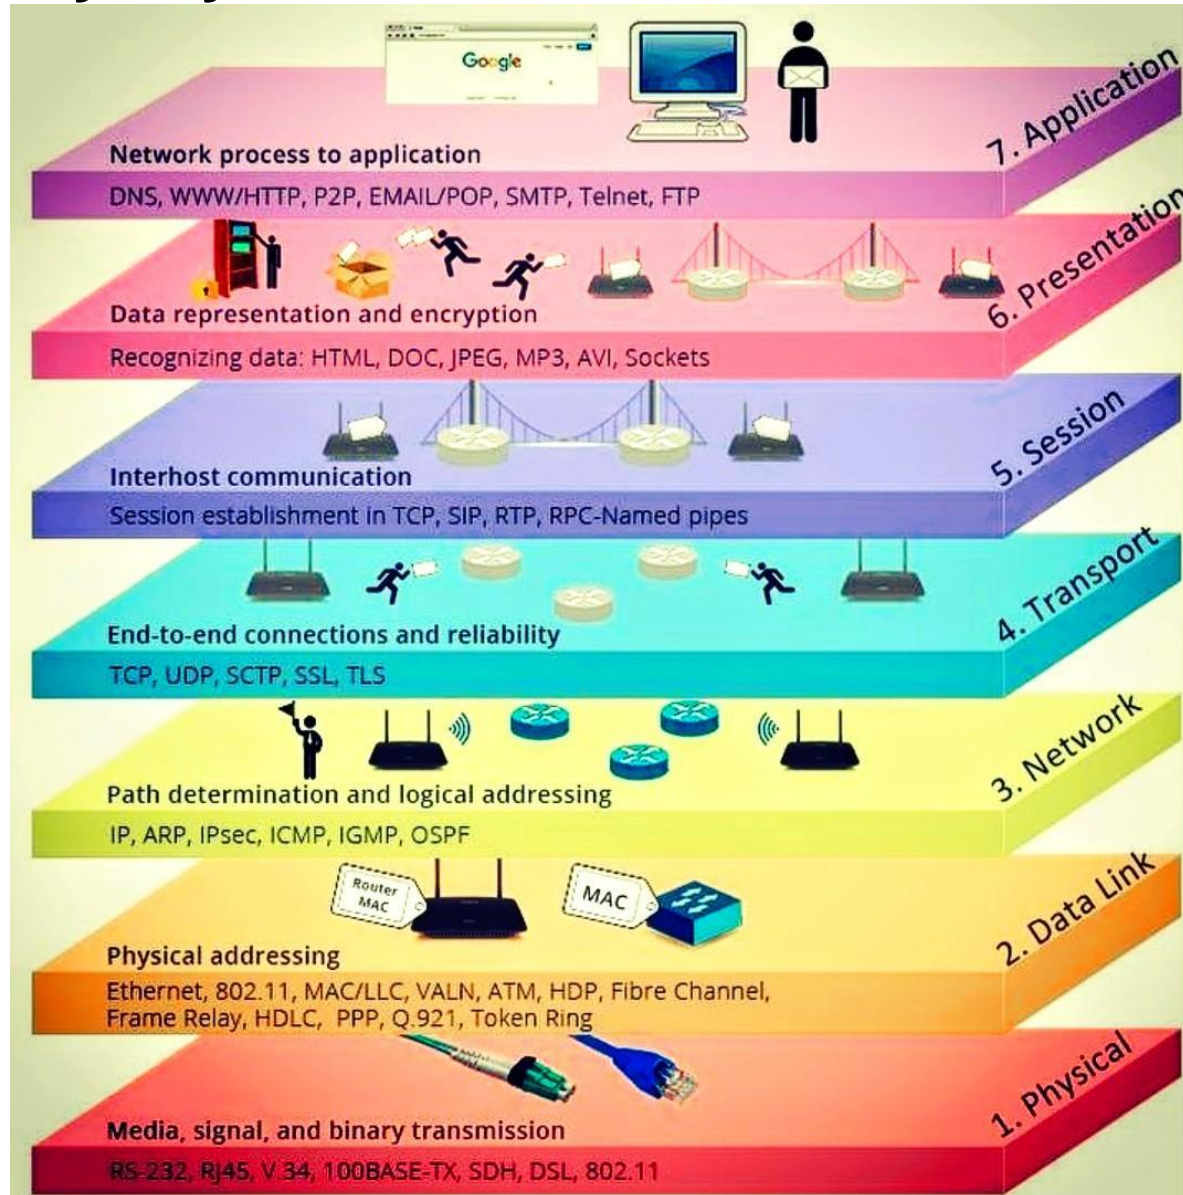 Google
7. Application
Network process to application
DNS, WWW/HTTP, P2P, EMAIL/POP, SMTP, Telnet, FTP
6. Presentation
Data representation and encryption
Recognizing data: HTML, DOC, JPEG, MP3, AVI, Sockets
5. Session
Interhost communication
Session establishment in TCP, SIP, RTP, RPC-Named pipes
4. Transport
End-to-end connections and reliability
TCP, UDP, SCTP, SSL, TLS
3. Network
Path determination and logical addressing
IP, ARP, IPsec, ICMP, IGMP, OSPF
Router
MAC
MAC
2. Data Link
Physical addressing
Ethernet, 802.11, MAC/LLC, VALN, ATM, HDP, Fibre Channel,
Frame Relay, HDLC, PPP, Q.921, Token Ring
1. Physical
Media, signal, and binary transmission
RS-232, RJ45, V 34, 100BASE-TX, SDH, DSL, 802.11